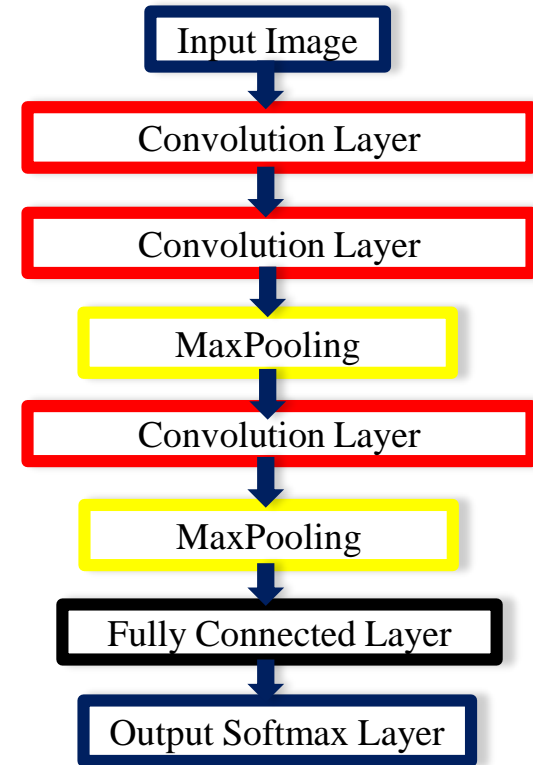 Input Image
Convolution Layer
Convolution Layer
MaxPooling
Convolution Layer
MaxPooling
Fully Connected Layer
Output Softmax Layer